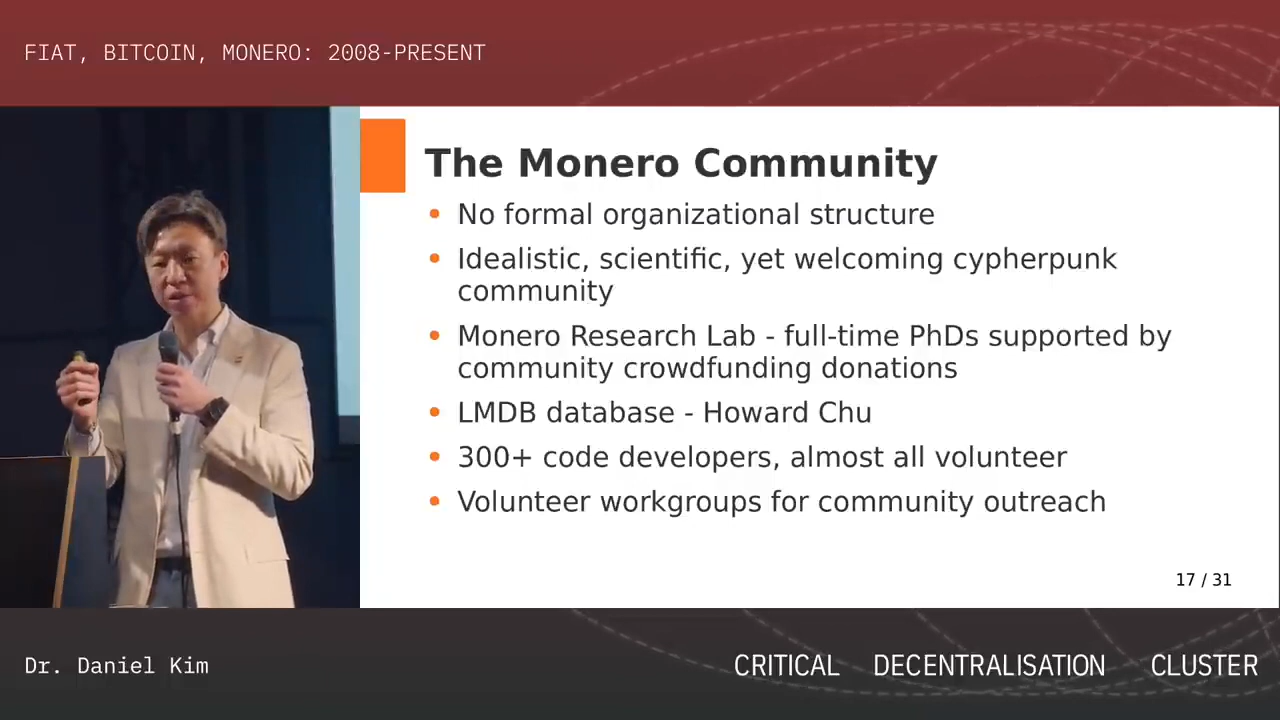 FIAT, BITCOIN, MONERO: 2008-PRESENT
The Monero Community
• No formal organizational structure
• Idealistic, scientific, yet welcoming cypherpunk
community
• Monero Research Lab - full-time PhDs supported by
community crowdfunding donations
• LMDB database - Howard Chu
• 300+ code developers, almost all volunteer
• Volunteer workgroups for community outreach
17 / 31
Dr. Daniel Kim
CRITICAL DECENTRALISATION CLUSTER